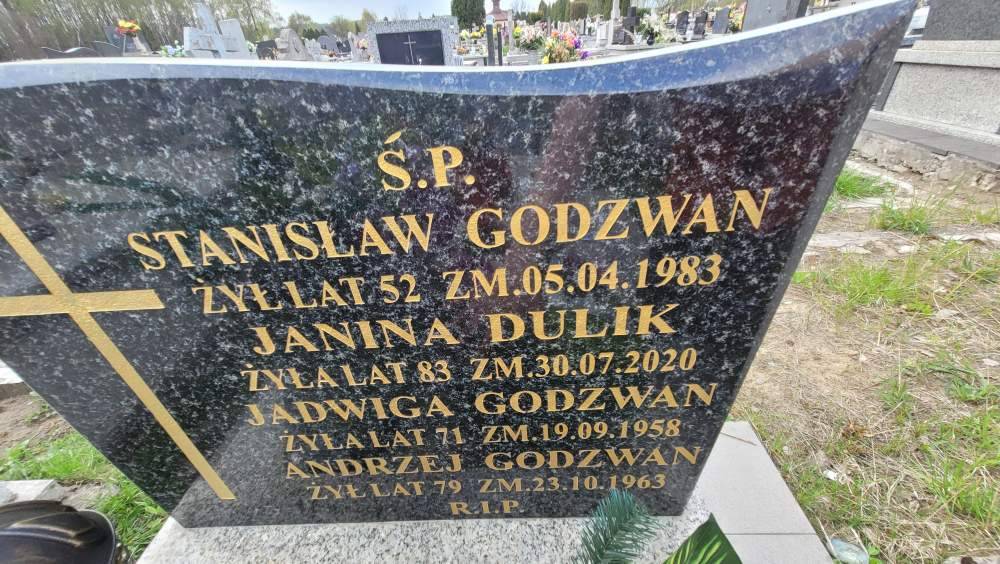 Ś.P.
STANISŁAW GODZWAN
ŻYŁ LAT 52 ZM.05.04.1983
JANINA DULIK
ŻYŁA LAT 83 ZM.30.07.2020
JADWIGA GODZWAN
ŻYŁA LAT 71 ZM.19.09.1958
ANDRZEJ GODZWAN
ŻYŁ LAT 79 ZM.23.10.1963
R.I.P.